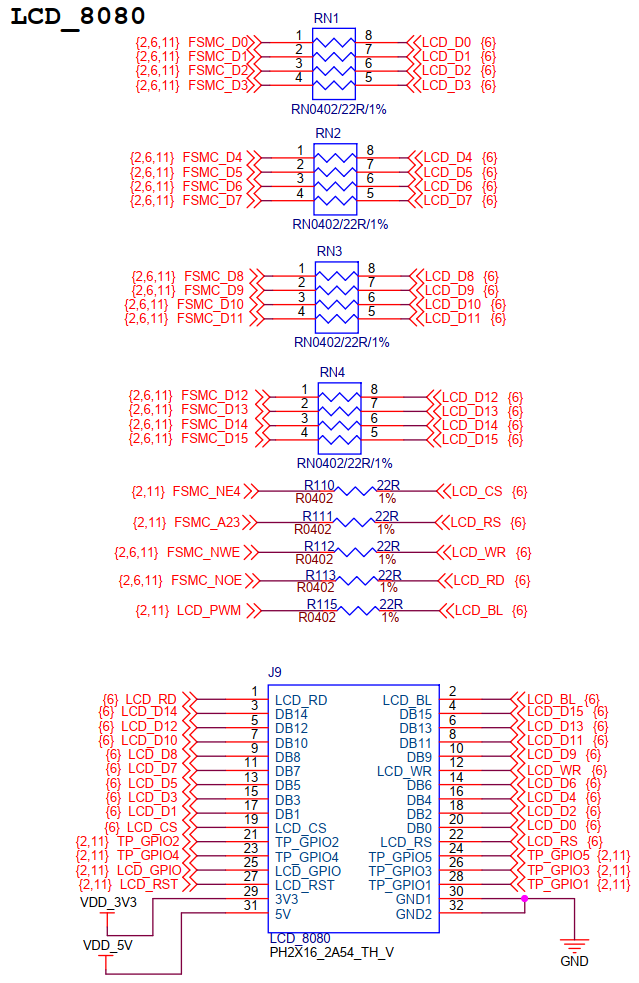 LCD_8080
RN1
{2,6,11} FSMC_D0 1 8 LCD_D0 {6}
{2,6,11} FSMC_D1 2 7 LCD_D1 {6}
{2,6,11} FSMC_D2 3 6 LCD_D2 {6}
{2,6,11} FSMC_D3 4 5 LCD_D3 {6}
RN0402/22R/1%
RN2
{2,6,11} FSMC_D4 1 8 LCD_D4 {6}
{2,6,11} FSMC_D5 2 7 LCD_D5 {6}
{2,6,11} FSMC_D6 3 6 LCD_D6 {6}
{2,6,11} FSMC_D7 4 5 LCD_D7 {6}
RN0402/22R/1%
RN3
{2,6,11} FSMC_D8 1 8 LCD_D8 {6}
{2,6,11} FSMC_D9 2 7 LCD_D9 {6}
{2,6,11} FSMC_D10 3 6 LCD_D10 {6}
{2,6,11} FSMC_D11 4 5 LCD_D11 {6}
RN0402/22R/1%
RN4
{2,6,11} FSMC_D12 1 8 LCD_D12 {6}
{2,6,11} FSMC_D13 2 7 LCD_D13 {6}
{2,6,11} FSMC_D14 3 6 LCD_D14 {6}
{2,6,11} FSMC_D15 4 5 LCD_D15 {6}
RN0402/22R/1%
{2,11} FSMC_NE4 R110 22R LCD_CS {6}
R0402 1%
{2,11} FSMC_A23 R111 22R LCD_RS {6}
R0402 1%
{2,6,11} FSMC_NWE R112 22R LCD_WR {6}
R0402 1%
{2,6,11} FSMC_NOE R113 22R LCD_RD {6}
R0402 1%
{2,11} LCD_PWM R115 22R LCD_BL {6}
R0402 1%
J9
{6} LCD_RD 1 LCD_RD LCD_BL 2 LCD_BL {6}
{6} LCD_D14 3 DB14 DB15 4 LCD_D15 {6}
{6} LCD_D12 5 DB12 DB13 6 LCD_D13 {6}
{6} LCD_D10 7 DB10 DB11 8 LCD_D11 {6}
{6} LCD_D8 9 DB8 DB9 10 LCD_D9 {6}
{6} LCD_D7 11 DB7 LCD_WR 12 LCD_WR {6}
{6} LCD_D5 13 DB5 DB6 14 LCD_D6 {6}
{6} LCD_D3 15 DB3 DB4 16 LCD_D4 {6}
{6} LCD_D1 17 DB1 DB2 18 LCD_D2 {6}
{6} LCD_CS 19 LCD_CS DB0 20 LCD_D0 {6}
{2,11} TP_GPIO2 21 TP_GPIO2 LCD_RS 22 LCD_RS {6}
{2,11} TP_GPIO4 23 TP_GPIO4 TP_GPIO5 24 TP_GPIO5 {2,11}
{2,11} LCD_GPIO 25 LCD_GPIO TP_GPIO3 26 TP_GPIO3 {2,11}
{2,11} LCD_RST 27 LCD_RST TP_GPIO1 28 TP_GPIO1 {2,11}
VDD_3V3 29 3V3 GND1 30
31 5V GND2 32
LCD_8080
VDD_5V
PH2X16_2A54_TH_V
GND